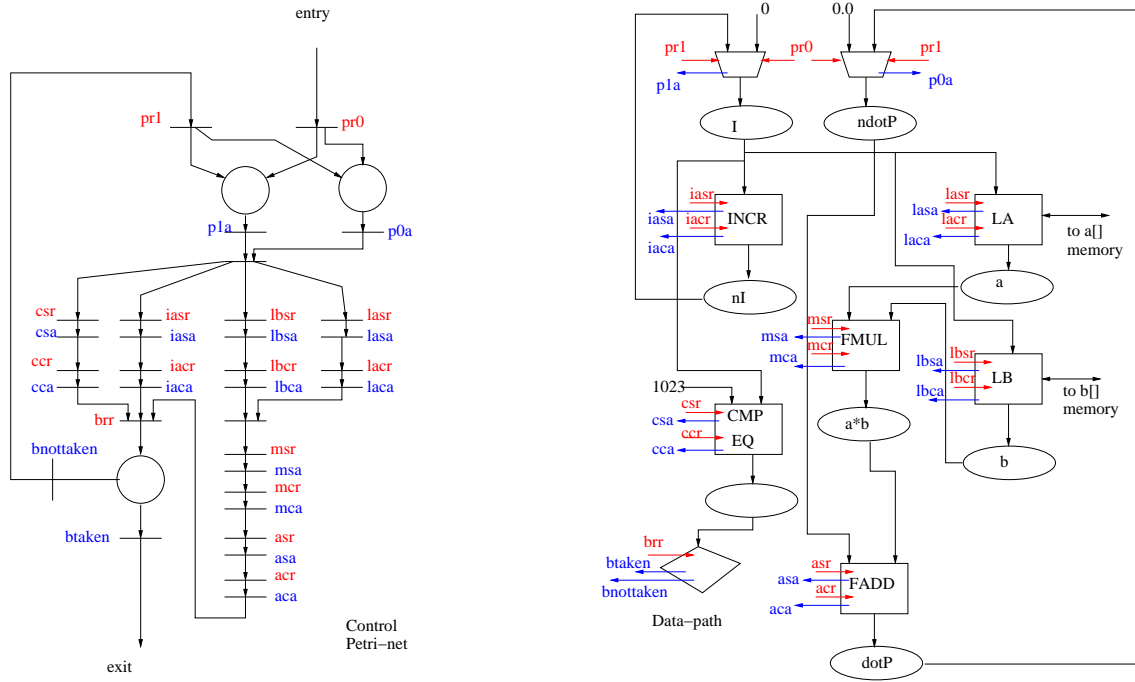 entry
pr1
pr0
p1a
p0a
csr
iasr
lbsr
lasr
csa
iasa
lbsa
lasa
ccr
iacr
lbcr
lacr
cca
iaca
lbca
laca
brr
bnottaken
msr
msa
mcr
mca
btaken
asr
asa
acr
aca
Control
Petri-net
exit
0
0.0
pr1
pr0
pr1
p1a
p0a
I
ndotP
iasr
iasa
INCR
iacr
iaca
lasr
lasa
LA
lacr
laca
to a[]
memory
nI
a
msr
msa
FMUL
mcr
mca
lbsr
lbsa
LB
lbcr
lbca
to b[]
memory
1023
csr
CMP
csa
ccr
EQ
cca
a*b
b
brr
btaken
bnottaken
asr
asa
FADD
acr
aca
Data-path
dotP